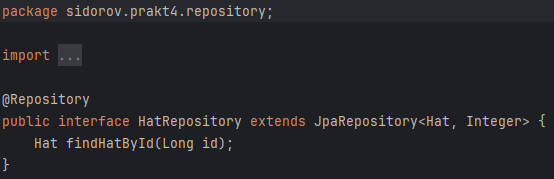 package sidorov.prakt4.repository;
import ...
@Repository
public interface HatRepository extends JpaRepository<Hat, Integer> {
    Hat findHatById(Long id);
}